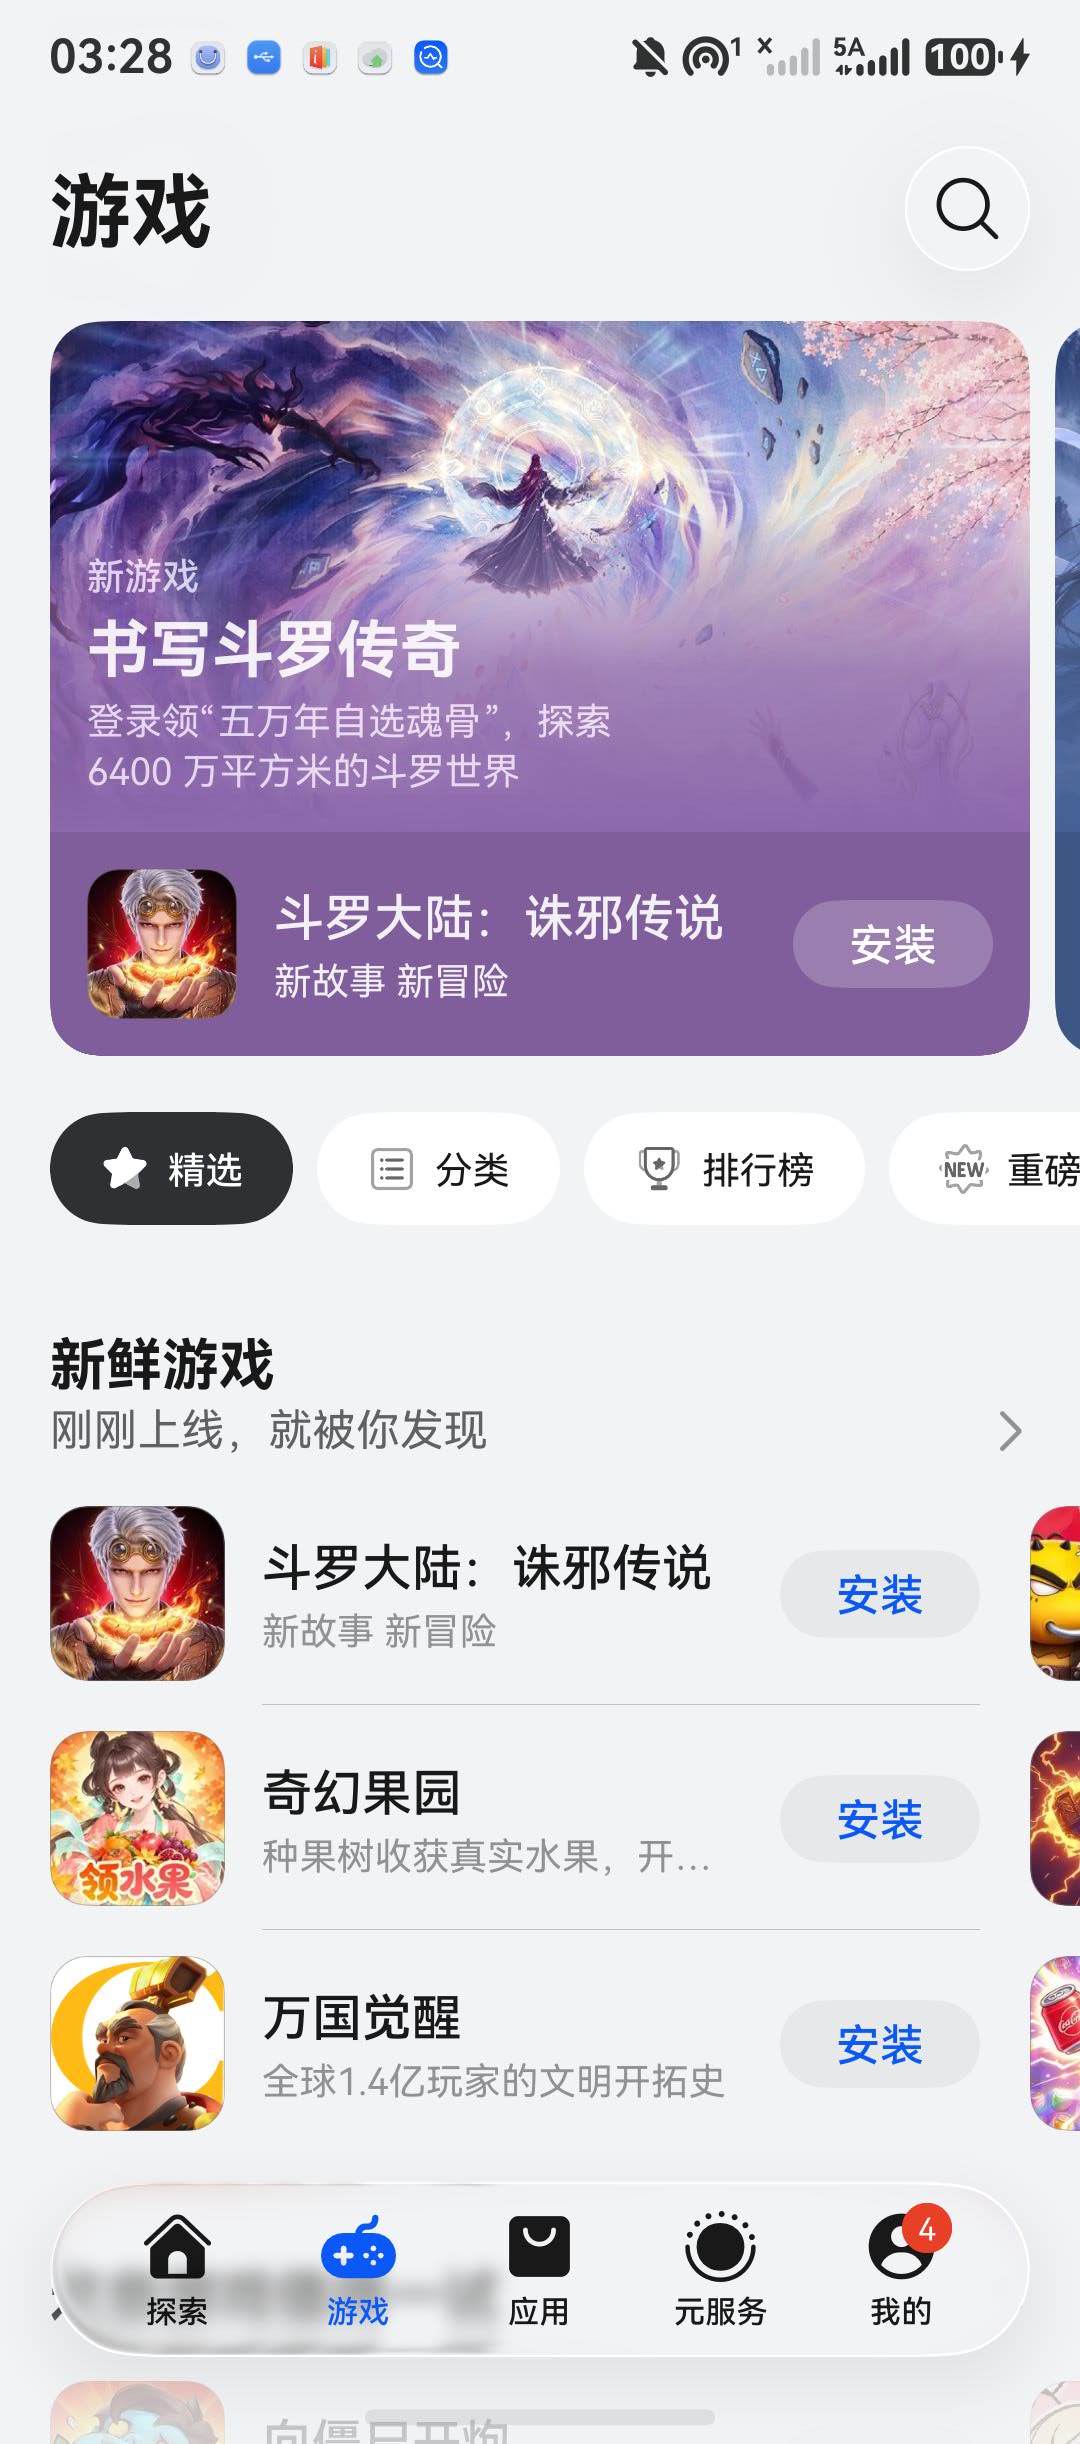 03:28
1
5A
100
游戏
新游戏
书写斗罗传奇
登录领“五万年自选魂骨”，探索
6400 万平方米的斗罗世界
斗罗大陆：诛邪传说
新故事 新冒险
安装
精选
分类
排行榜
NEW
重磅
新鲜游戏
刚刚上线，就被你发现
斗罗大陆：诛邪传说
新故事 新冒险
安装
奇幻果园
种果树收获真实水果，开...
安装
领水果
万国觉醒
全球1.4亿玩家的文明开拓史
安装
4
探索
游戏
应用
元服务
我的
向僵尸开炮